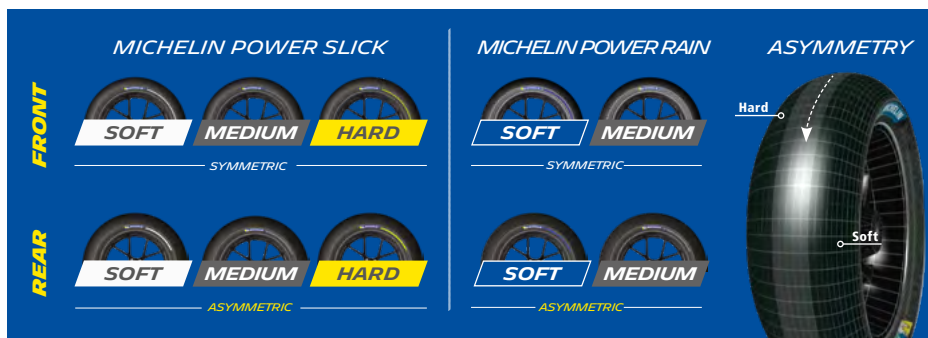 MICHELIN POWER SLICK
MICHELIN POWER RAIN
ASYMMETRY
FRONT
SOFT
MEDIUM
HARD
SYMMETRIC
SOFT
MEDIUM
SYMMETRIC
Hard
Soft
REAR
SOFT
MEDIUM
HARD
ASYMMETRIC
SOFT
MEDIUM
ASYMMETRIC